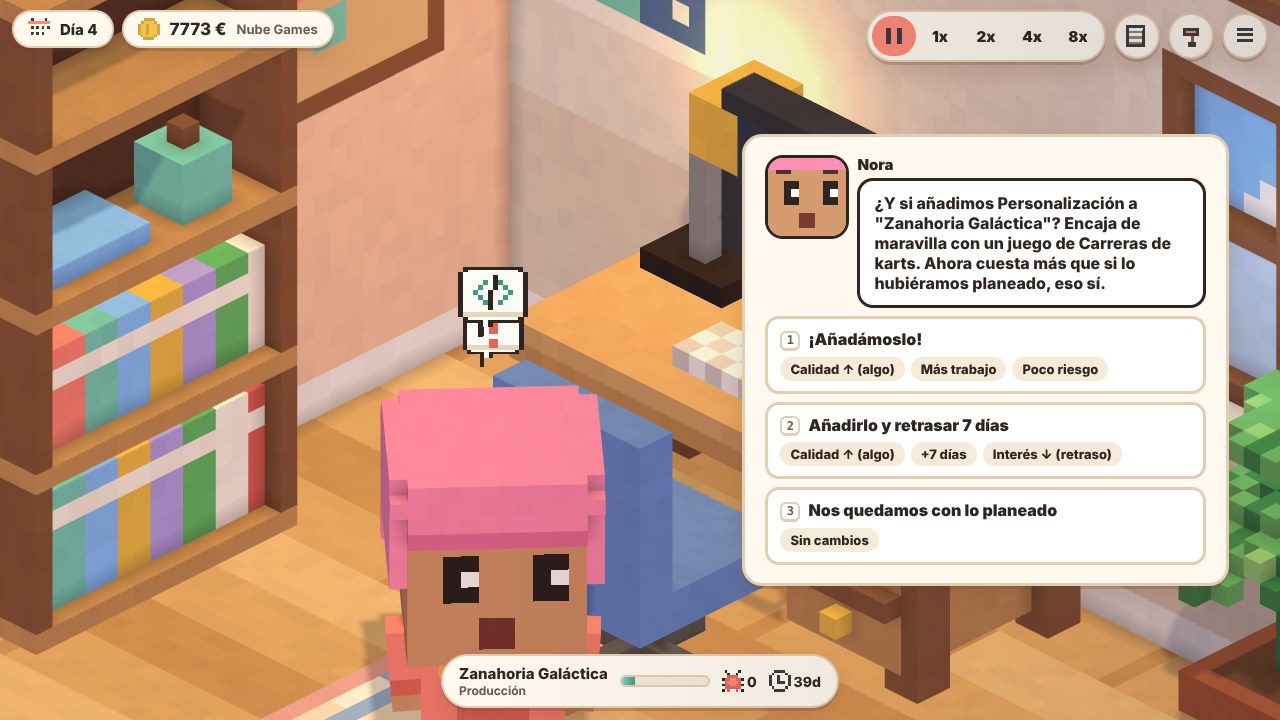 Día 4
7773 € Nube Games
1x 2x 4x 8x
Nora
¿Y si añadimos Personalización a
"Zanahoria Galáctica"? Encaja de
maravilla con un juego de Carreras de
karts. Ahora cuesta más que si lo
hubiéramos planeado, eso sí.
1 ¡Añadámoslo!
Calidad ↑ (algo) Más trabajo Poco riesgo
2 Añadirlo y retrasar 7 días
Calidad ↑ (algo) +7 días Interés ↓ (retraso)
3 Nos quedamos con lo planeado
Sin cambios
Zanahoria Galáctica
Producción
0 39d